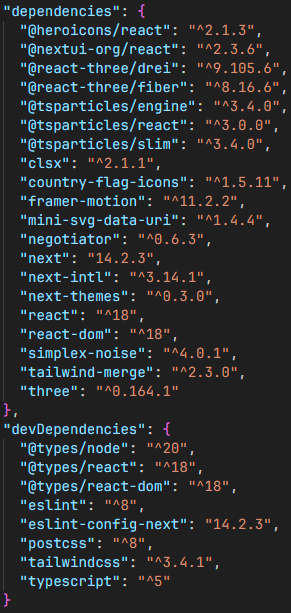 "dependencies": {
"@heroicons/react": "^2.1.3",
"@nextui-org/react": "^2.3.6",
"@react-three/drei": "^9.105.6",
"@react-three/fiber": "^8.16.6",
"@tsparticles/engine": "^3.4.0",
"@tsparticles/react": "^3.0.0",
"@tsparticles/slim": "^3.4.0",
"clsx": "^2.1.1",
"country-flag-icons": "^1.5.11",
"framer-motion": "^11.2.2",
"mini-svg-data-uri": "^1.4.4",
"negotiator": "^0.6.3",
"next": "14.2.3",
"next-intl": "^3.14.1",
"next-themes": "^0.3.0",
"react": "^18",
"react-dom": "^18",
"simplex-noise": "^4.0.1",
"tailwind-merge": "^2.3.0",
"three": "^0.164.1"
},
"devDependencies": {
"@types/node": "^20",
"@types/react": "^18",
"@types/react-dom": "^18",
"eslint": "^8",
"eslint-config-next": "14.2.3",
"postcss": "^8",
"tailwindcss": "^3.4.1",
"typescript": "^5"
}